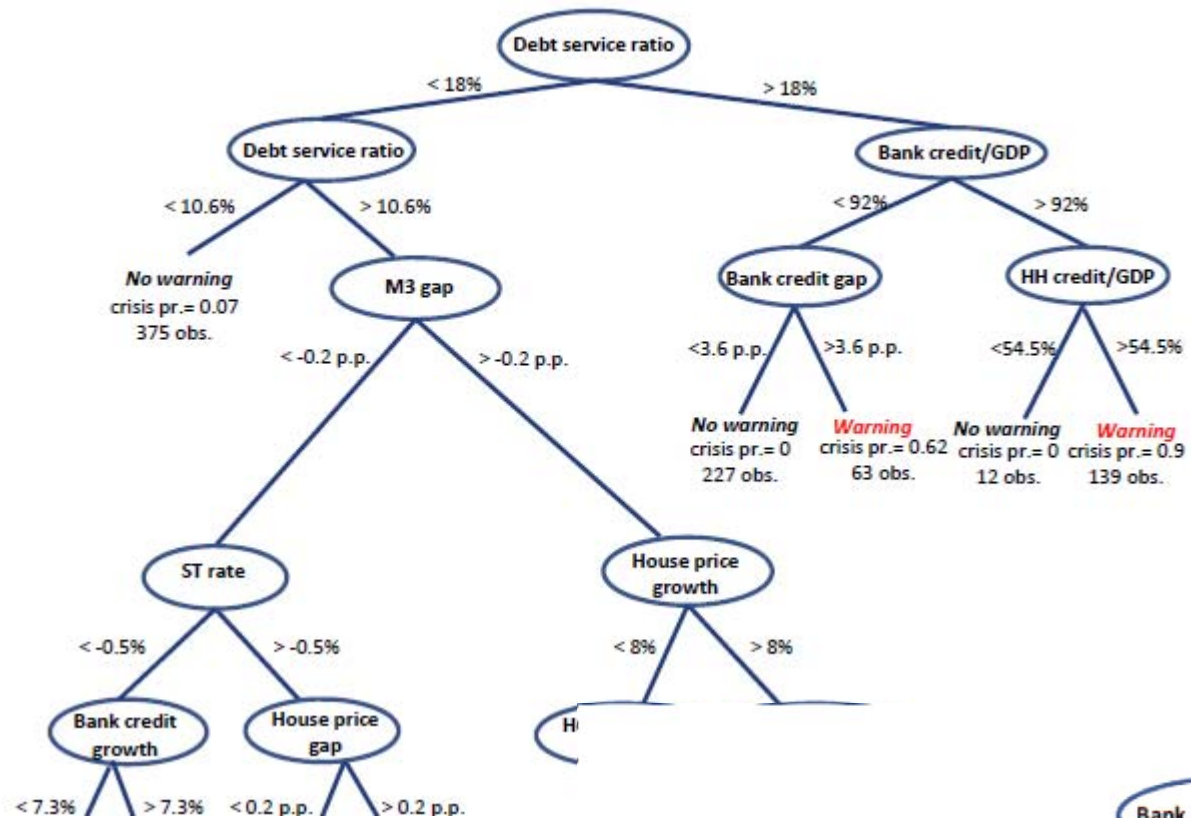 Debt service ratio
< 18%
> 18%
Debt service ratio
Bank credit/GDP
< 10.6%
> 10.6%
< 92%
> 92%
No warning
crisis pr.= 0.07
375 obs.
M3 gap
Bank credit gap
HH credit/GDP
< -0.2 p.p.
> -0.2 p.p.
<3.6 p.p.
>3.6 p.p.
<54.5%
>54.5%
No warning
crisis pr.= 0
227 obs.
Warning
crisis pr.= 0.62
63 obs.
No warning
crisis pr.= 0
12 obs.
Warning
crisis pr.= 0.9
139 obs.
ST rate
House price
growth
< -0.5%
> -0.5%
< 8%
> 8%
Bank credit
growth
House price
gap
< 7.3%
> 7.3%
< 0.2 p.p.
> 0.2 p.p.
Bank